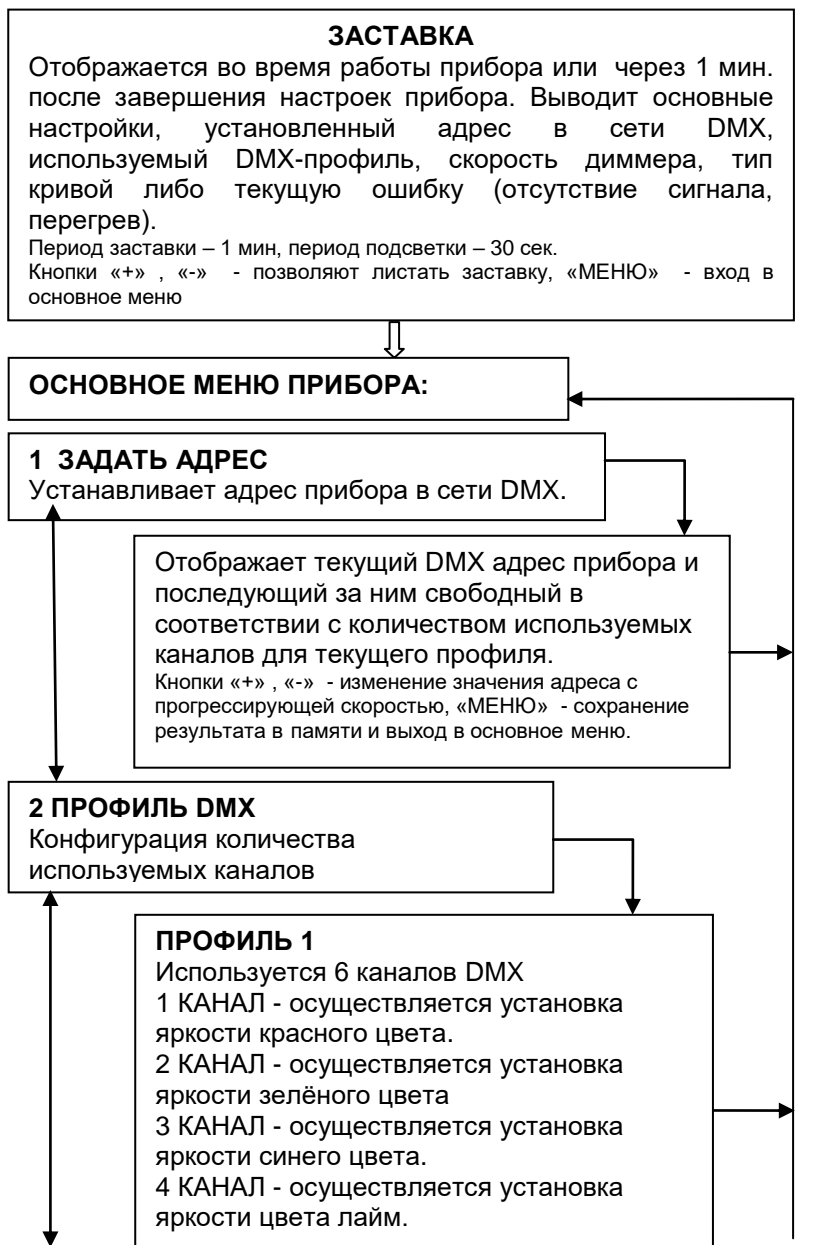 ЗАСТАВКА
Отображается во время работы прибора или через 1 мин.
после завершения настроек прибора. Выводит основные
настройки, установленный адрес в сети DMX,
используемый DMX-профиль, скорость диммера, тип
кривой либо текущую ошибку (отсутствие сигнала,
перегрев).
Период заставки – 1 мин, период подсветки – 30 сек.
Кнопки «+» , «-» - позволяют листать заставку, «МЕНЮ» - вход в
основное меню
ОСНОВНОЕ МЕНЮ ПРИБОРА:
1 ЗАДАТЬ АДРЕС
Устанавливает адрес прибора в сети DMX.
Отображает текущий DMX адрес прибора и
последующий за ним свободный в
соответствии с количеством используемых
каналов для текущего профиля.
Кнопки «+» , «-» - изменение значения адреса с
прогрессирующей скоростью, «МЕНЮ» - сохранение
результата в памяти и выход в основное меню.
2 ПРОФИЛЬ DMX
Конфигурация количества
используемых каналов
ПРОФИЛЬ 1
Используется 6 каналов DMX
1 КАНАЛ - осуществляется установка
яркости красного цвета.
2 КАНАЛ - осуществляется установка
яркости зелёного цвета
3 КАНАЛ - осуществляется установка
яркости синего цвета.
4 КАНАЛ - осуществляется установка
яркости цвета лайм.